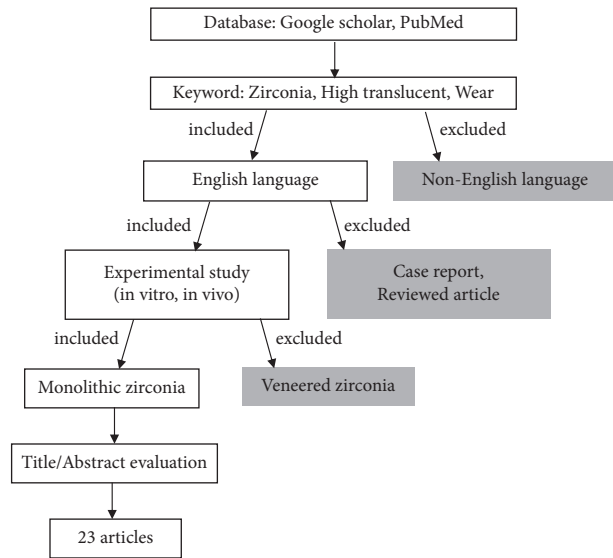 Database: Google scholar, PubMed
Keyword: Zirconia, High translucent, Wear
included
excluded
English language
Non-English language
included
excluded
Experimental study
(in vitro, in vivo)
Case report,
Reviewed article
included
excluded
Monolithic zirconia
Veneered zirconia
Title/Abstract evaluation
23 articles